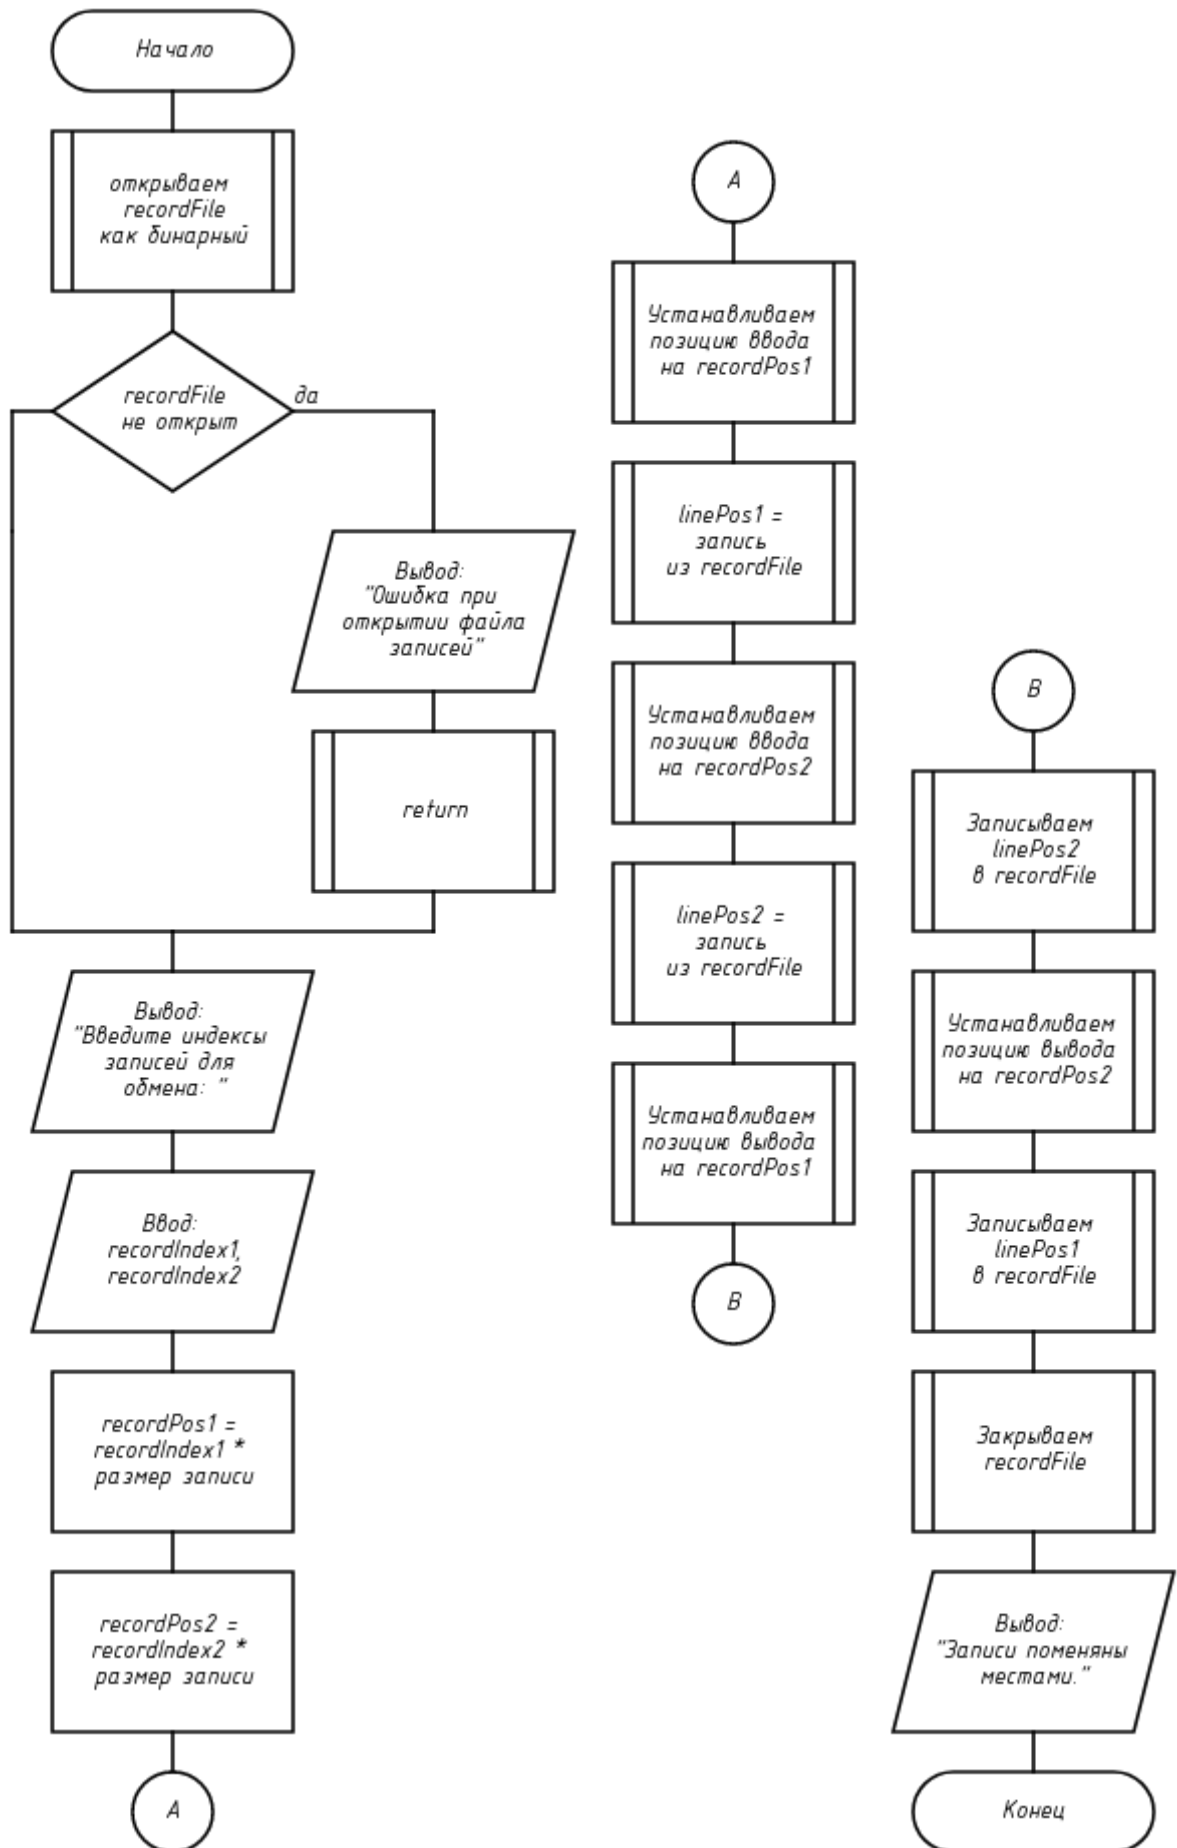 Начало
открываем
recordFile
как бинарный
recordFile
не открыт
да
Вывод:
"Ошибка при
открытии файла
записей"
return
Вывод:
"Введите индексы
записей для
обмена: "
Ввод:
recordIndex1,
recordIndex2
recordPos1 =
recordIndex1 *
размер записи
recordPos2 =
recordIndex2 *
размер записи
A
A
Устанавливаем
позицию ввода
на recordPos1
linePos1 =
запись
из recordFile
Устанавливаем
позицию ввода
на recordPos2
linePos2 =
запись
из recordFile
Устанавливаем
позицию вывода
на recordPos1
B
B
Записываем
linePos2
в recordFile
Устанавливаем
позицию вывода
на recordPos2
Записываем
linePos1
в recordFile
Закрываем
recordFile
Вывод:
"Записи поменяны
местами."
Конец